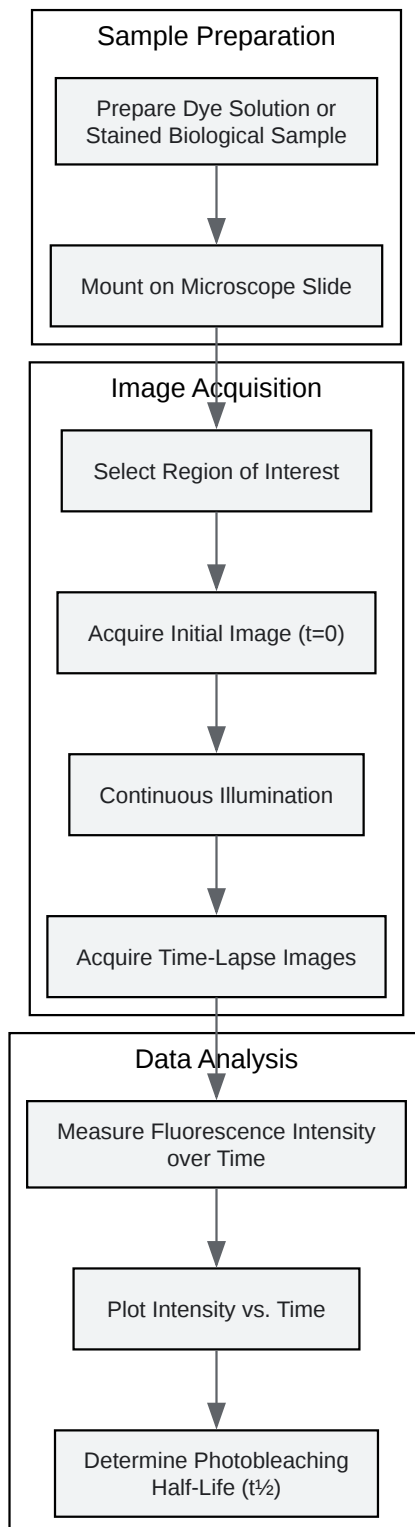 Sample Preparation
Prepare Dye Solution or
Stained Biological Sample
Mount on Microscope Slide
Image Acquisition
Select Region of Interest
Acquire Initial Image (t=0)
Continuous Illumination
Acquire Time-Lapse Images
Data Analysis
Measure Fluorescence Intensity
over Time
Plot Intensity vs. Time
Determine Photobleaching
Half-Life (t½)